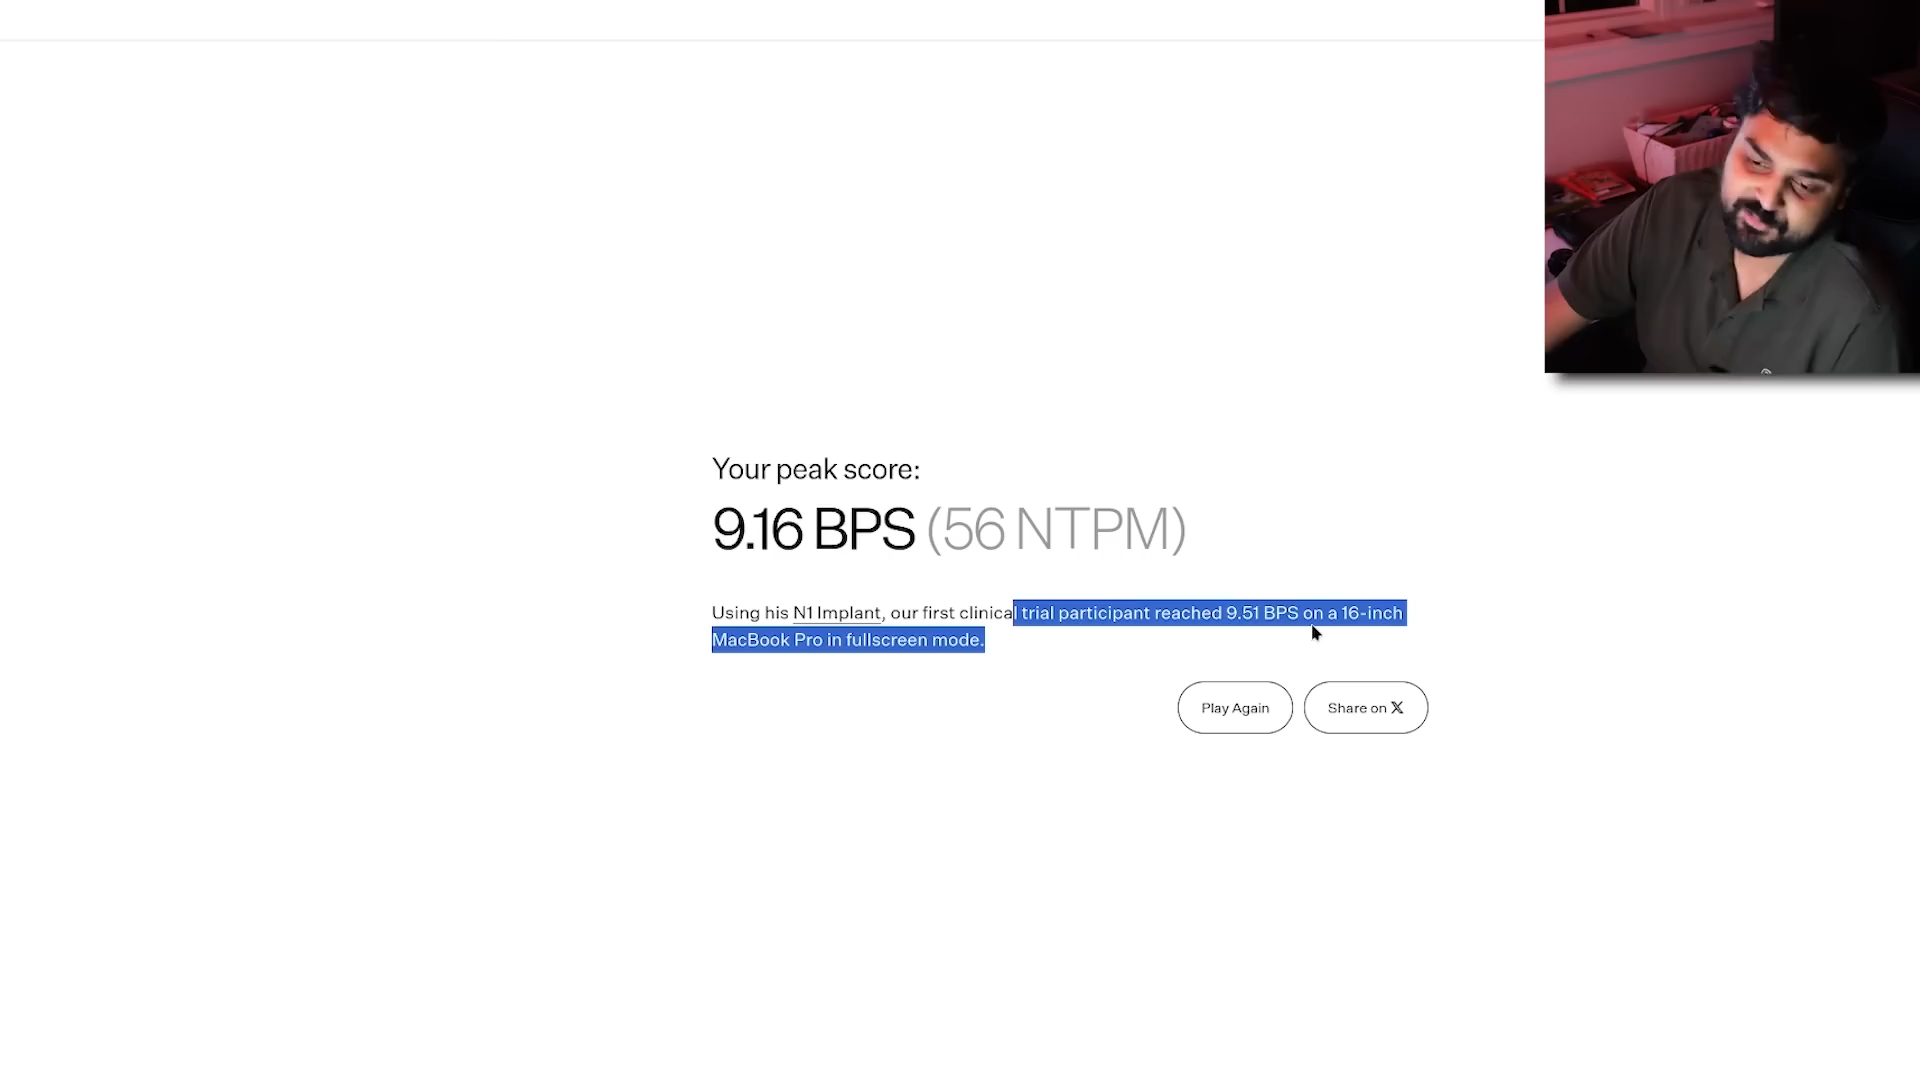 Your peak score:
9.16 BPS (56 NTPM)
Using his N1 Implant, our first clinical trial participant reached 9.51 BPS on a 16-inch
MacBook Pro in fullscreen mode.
Play Again
Share on X